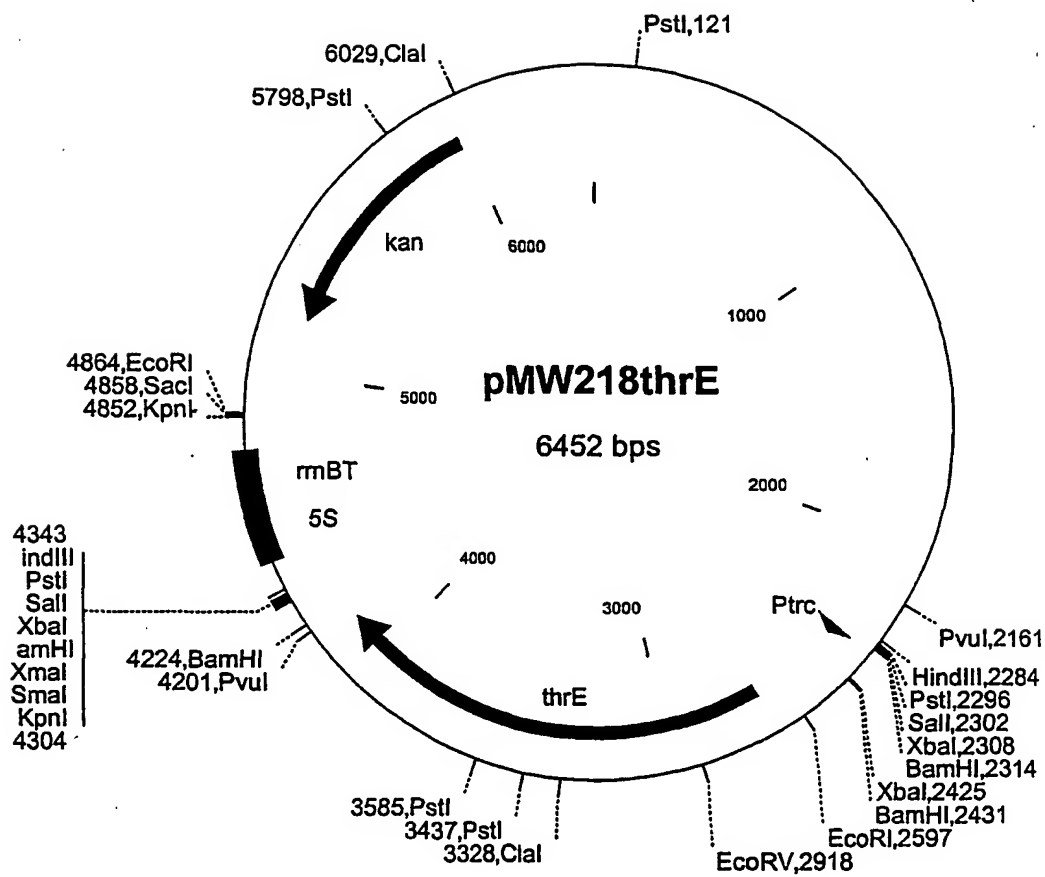 PstI,121
6029,ClaI
5798,PstI
kan
6000
1000
4864,EcoRI
4858,SacI
4852,KpnI
5000
pMW218thrE
6452 bps
rrnBT
5S
2000
4000
3000
Ptrc
4343
indIII
PstI
SalI
XbaI
amHI
XmaI
SmaI
KpnI
4304
4224,BamHI
4201,PvuI
thrE
PvuI,2161
HindIII,2284
PstI,2296
SalI,2302
XbaI,2308
BamHI,2314
XbaI,2425
BamHI,2431
EcoRI,2597
EcoRV,2918
3585,PstI
3437,PstI
3328,ClaI